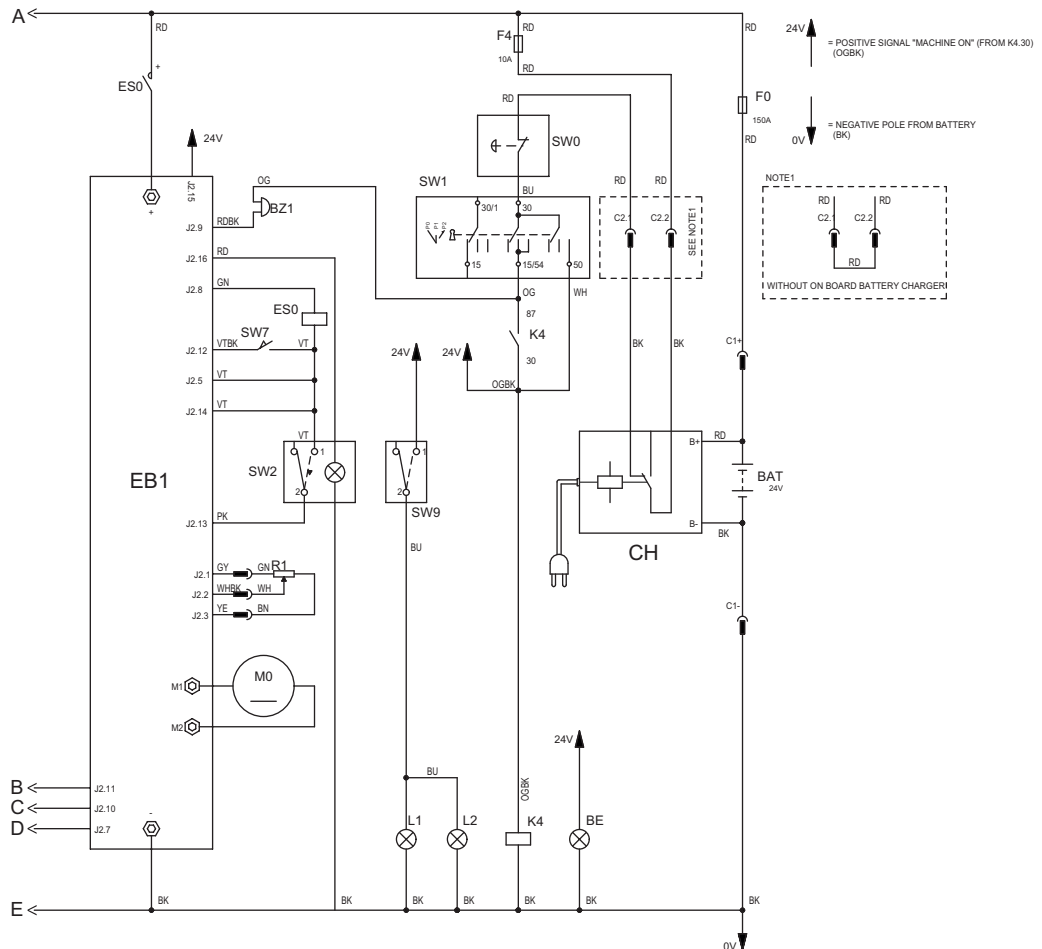 A
RD
RD
RD
RD
24V
= POSITIVE SIGNAL "MACHINE ON" (FROM K4.30)
(OGBK)
F4
10A
RD
+
ES0
RD
F0
150A
= NEGATIVE POLE FROM BATTERY
(BK)
0V
RD
SW0
24V
NOTE1
OG
SW1
BU
RD
RD
RD
RD
J2.15
+
BZ1
30/1
30
C2.1
C2.2
C2.1
C2.2
J2.9
RDBK
P0
P1
P2
SEE NOTE1
J2.16
RD
15
15/54
50
RD
J2.8
GN
OG
WH
WITHOUT ON BOARD BATTERY CHARGER
ES0
87
SW7
K4
J2.12
VTBK
VT
24V
24V
30
BK
BK
C1+
J2.5
VT
OGBK
J2.14
VT
VT
B+
RD
SW2
1
1
EB1
BAT
24V
2
2
SW9
J2.13
PK
B-
BK
BU
CH
J2.1
GY
GN
R1
J2.2
WHBK
WH
J2.3
YE
BN
C1-
M0
M1
M2
24V
BU
OGBK
B
J2.11
C
J2.10
D
J2.7
-
L1
L2
K4
BE
BK
BK
BK
BK
BK
BK
BK
E
0V